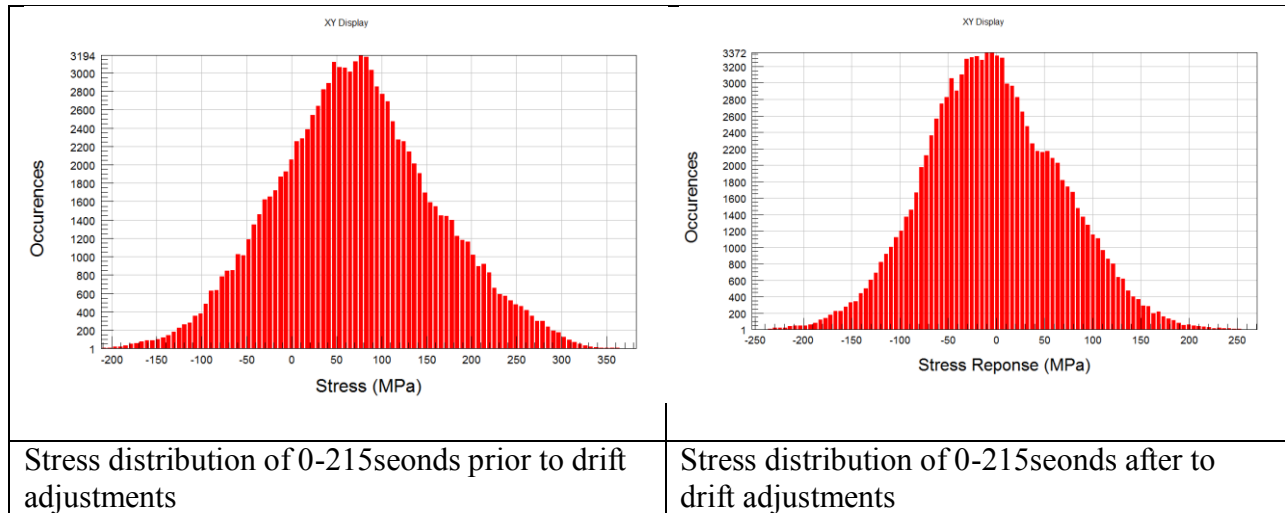 XY Display
3194
3000
2800
2600
2400
2200
2000
1800
1600
1400
1200
1000
800
600
400
200
1
Occurences
-200 -150 -100 -50 0 50 100 150 200 250 300 350
Stress (MPa)
XY Display
3372
3200
3000
2800
2600
2400
2200
2000
1800
1600
1400
1200
1000
800
600
400
200
1
Occurences
-250 -200 -150 -100 -50 0 50 100 150 200 250
Stress Reponse (MPa)
Stress distribution of 0-215seonds prior to drift
adjustments
Stress distribution of 0-215seonds after to
drift adjustments